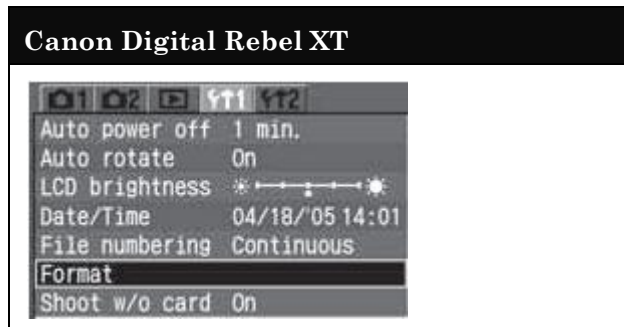 Canon Digital Rebel XT
1 2 1 2
Auto power off 1 min.
Auto rotate On
LCD brightness
Date/Time 04/18/'05 14:01
File numbering Continuous
Format
Shoot w/o card On